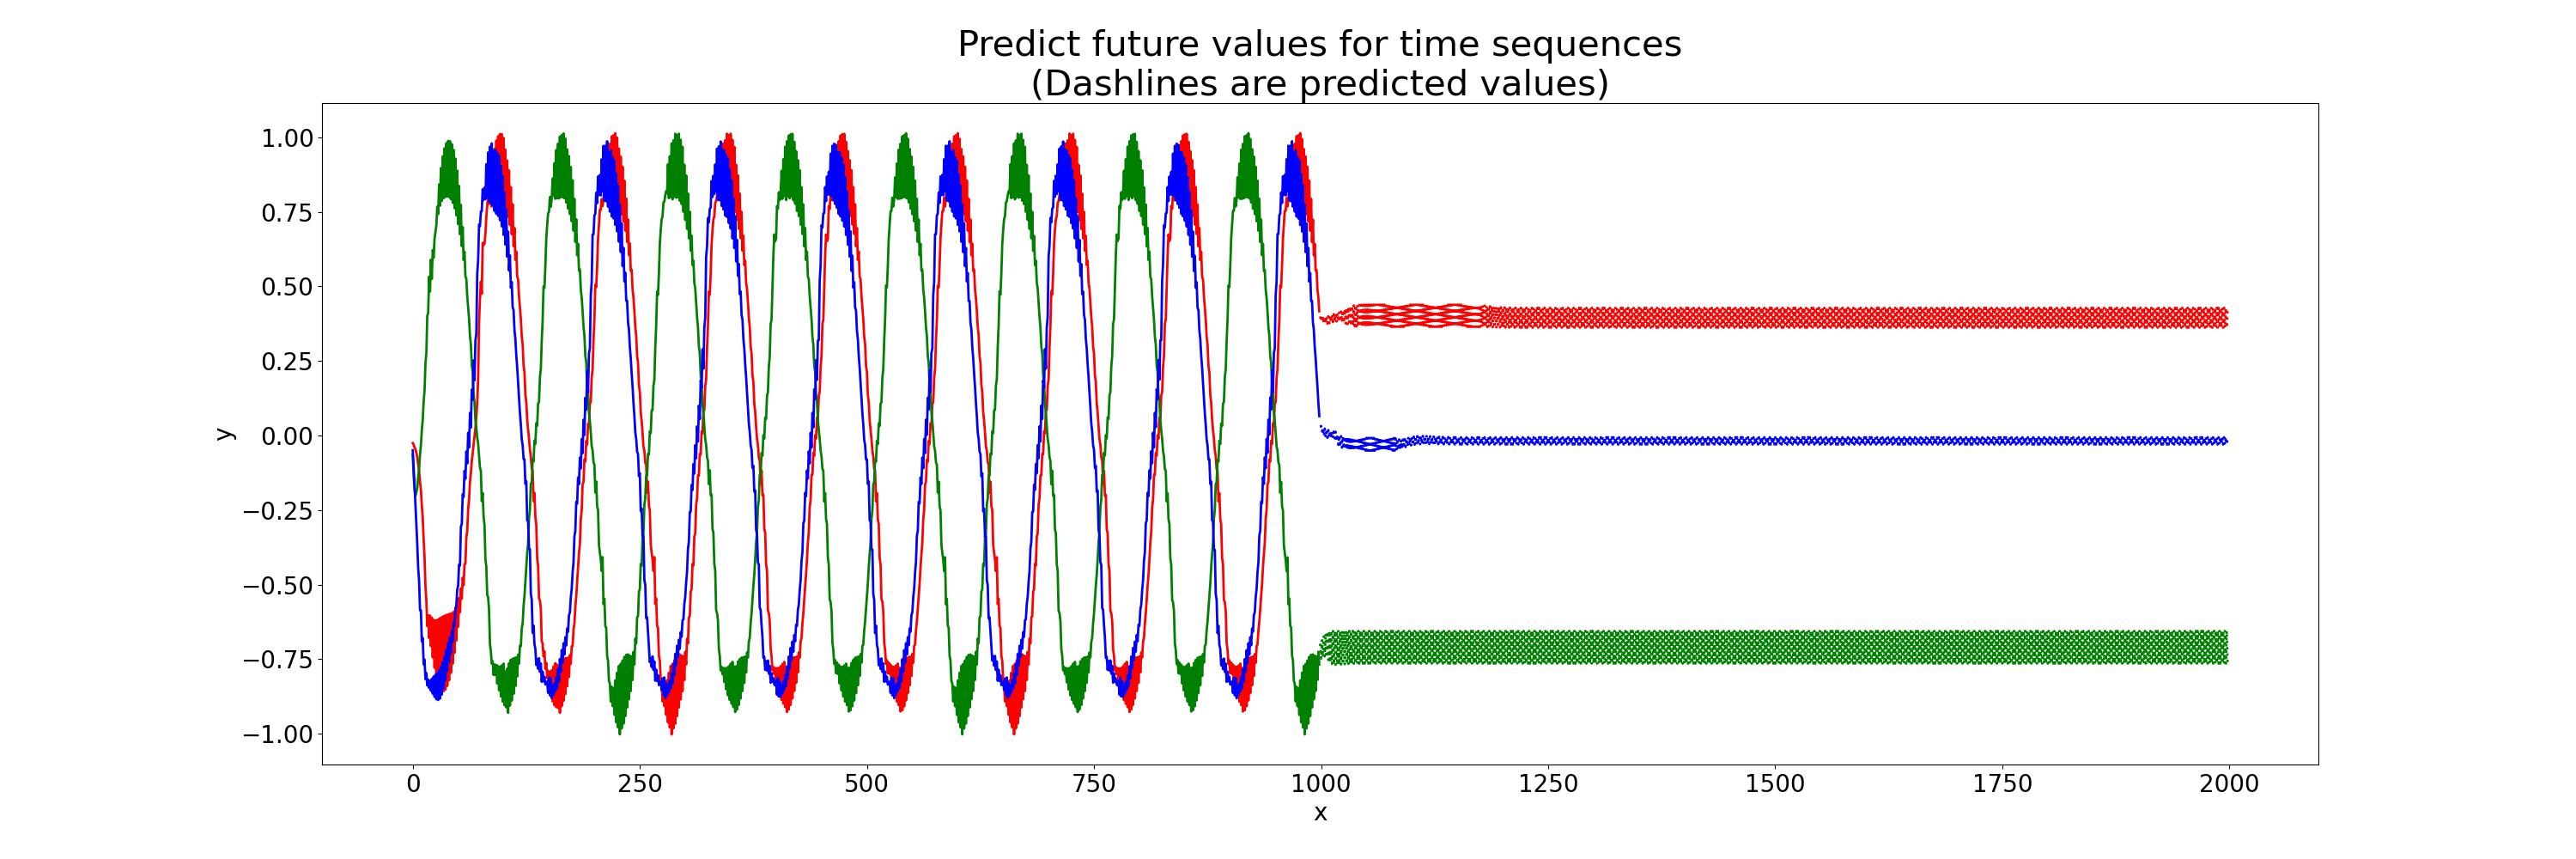 Predict future values for time sequences
(Dashlines are predicted values)
1.00
0.75
0.50
0.25
0.00
−0.25
−0.50
−0.75
−1.00
y
0 250 500 750 1000 1250 1500 1750 2000
x